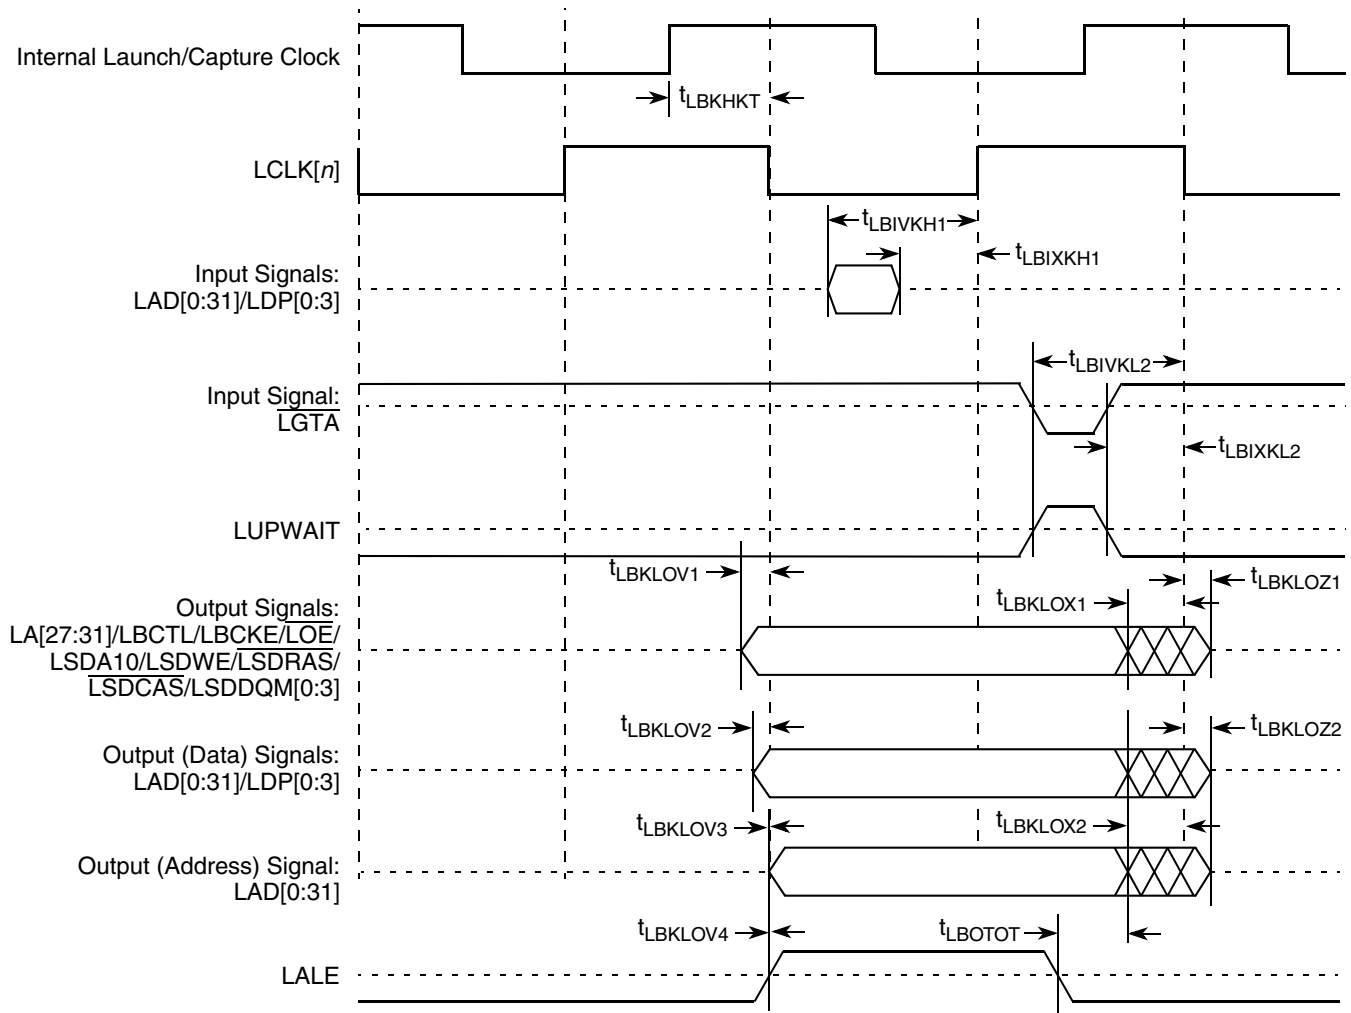 Internal Launch/Capture Clock
tLBKHKT
LCLK[n]
tLBIVKH1
tLBIXKH1
Input Signals:
LAD[0:31]/LDP[0:3]
tLBIVKL2
Input Signal:
LGTA
tLBIXKL2
LUPWAIT
tLBKLOV1
tLBKLOZ1
tLBKLOX1
Output Signals:
LA[27:31]/LBCTL/LBCKE/LOE/
LSDA10/LSDWE/LSDRAS/
LSDCAS/LSDDQM[0:3]
tLBKLOV2
tLBKLOZ2
Output (Data) Signals:
LAD[0:31]/LDP[0:3]
tLBKLOV3
tLBKLOX2
Output (Address) Signal:
LAD[0:31]
tLBKLOV4
tLBOTOT
LALE